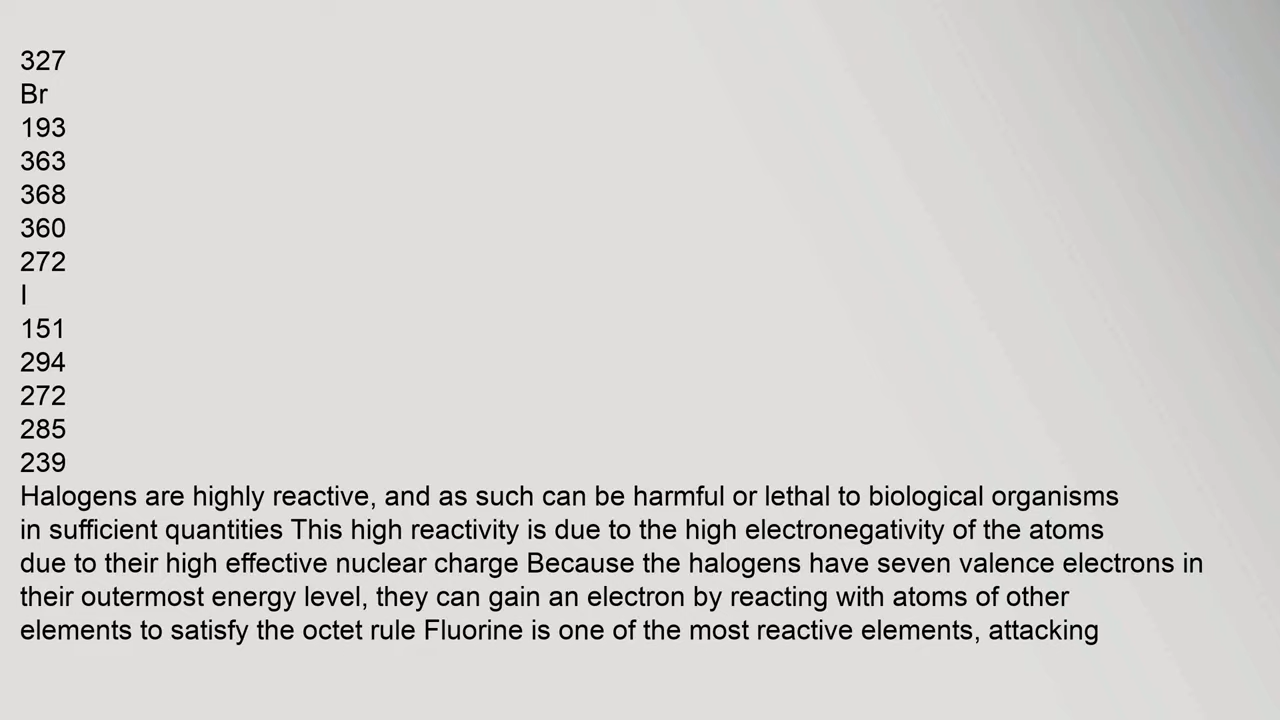 327
Br
193
363
368
360
272
I
151
294
272
285
239
Halogens are highly reactive, and as such can be harmful or lethal to biological organisms
in sufficient quantities This high reactivity is due to the high electronegativity of the atoms
due to their high effective nuclear charge Because the halogens have seven valence electrons in
their outermost energy level, they can gain an electron by reacting with atoms of other
elements to satisfy the octet rule Fluorine is one of the most reactive elements, attacking